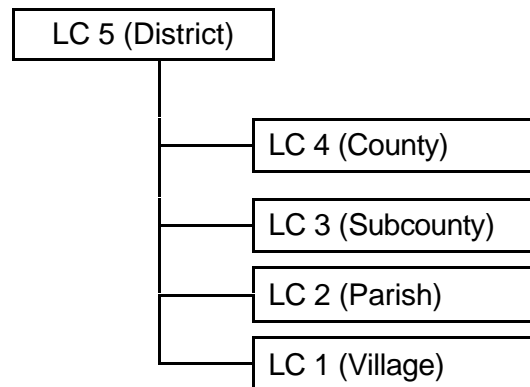 LC 5 (District)
LC 4 (County)
LC 3 (Subcounty)
LC 2 (Parish)
LC 1 (Village)